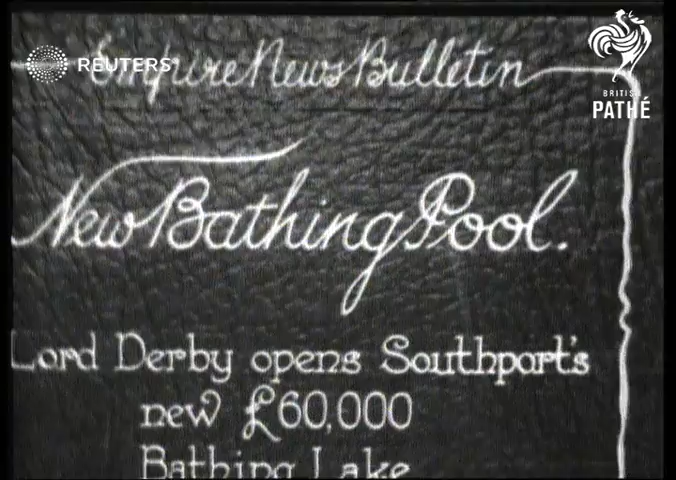 Empire News Bulletin
REUTERS
BRITISH
PATHÉ
New Bathing Pool.
Lord Derby opens Southport's
new £60,000
Bathing Lake